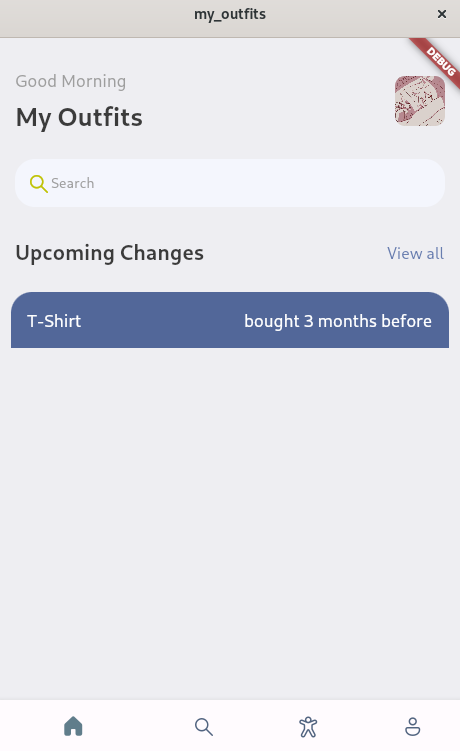 my_outfits
DEBUG
Good Morning
My Outfits
Search
Upcoming Changes View all
T-Shirt bought 3 months before